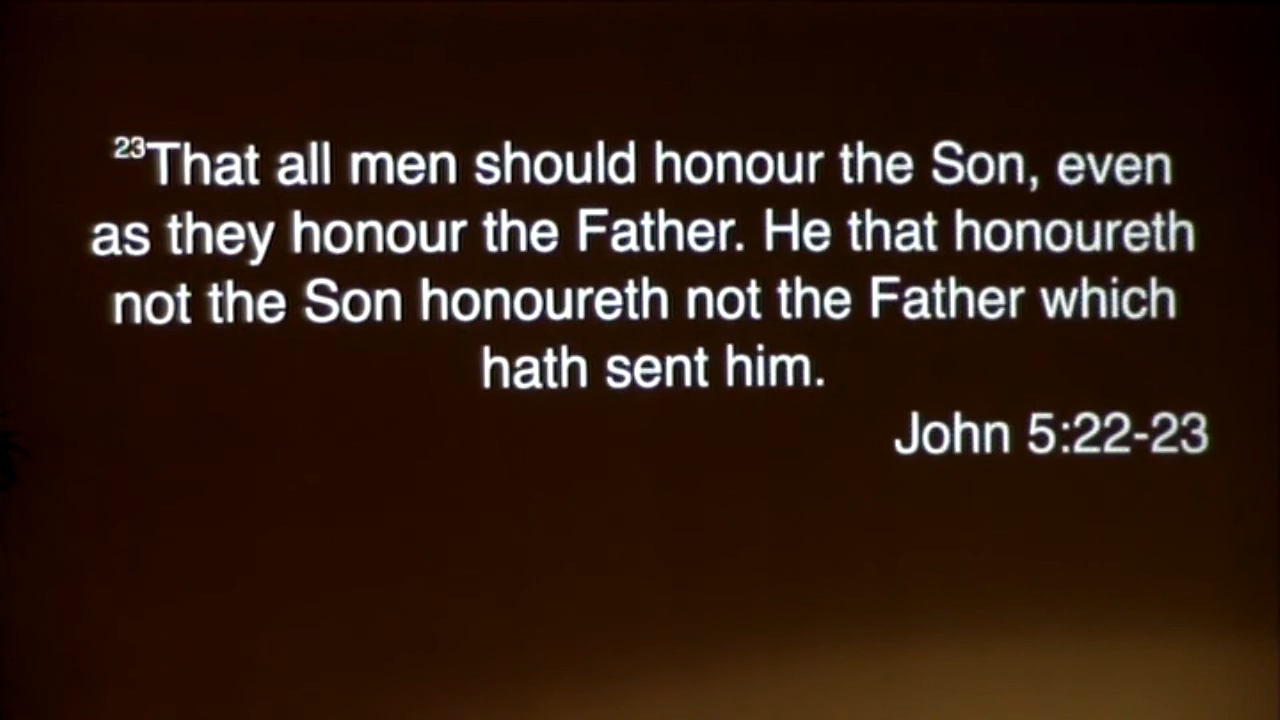 23That all men should honour the Son, even
as they honour the Father. He that honoureth
not the Son honoureth not the Father which
hath sent him.
John 5:22-23